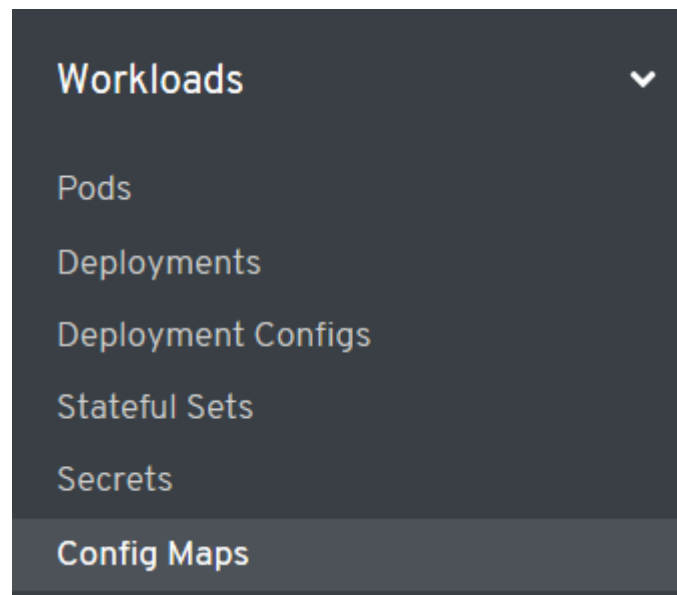 Workloads
Pods
Deployments
Deployment Configs
Stateful Sets
Secrets
Config Maps